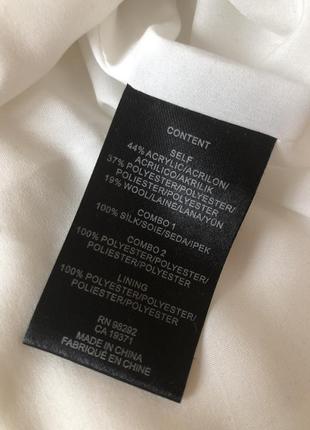 CONTENT
SELF
44% ACRYLIC/ACRILON/
ACRILICO/AKRILIK
37% POLYESTER/POLYESTER/
POLIESTER/POLYESTER
19% WOOL/LAINE/LANA/YÜN
COMBO 1
100% SILK/SOIE/SEDA/IPEK
COMBO 2
100% POLYESTER/POLYESTER/
POLIESTER/POLYESTER
LINING
100% POLYESTER/POLYESTER/
POLIESTER/POLYESTER
RN 98292
CA 19371
MADE IN CHINA
FABRIQUÉ EN CHINE